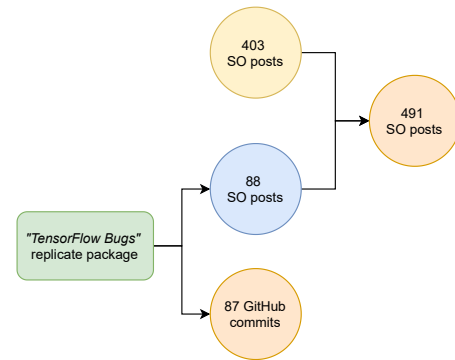 403
SO posts
491
SO posts
88
SO posts
"TensorFlow Bugs"
replicate package
87 GitHub
commits